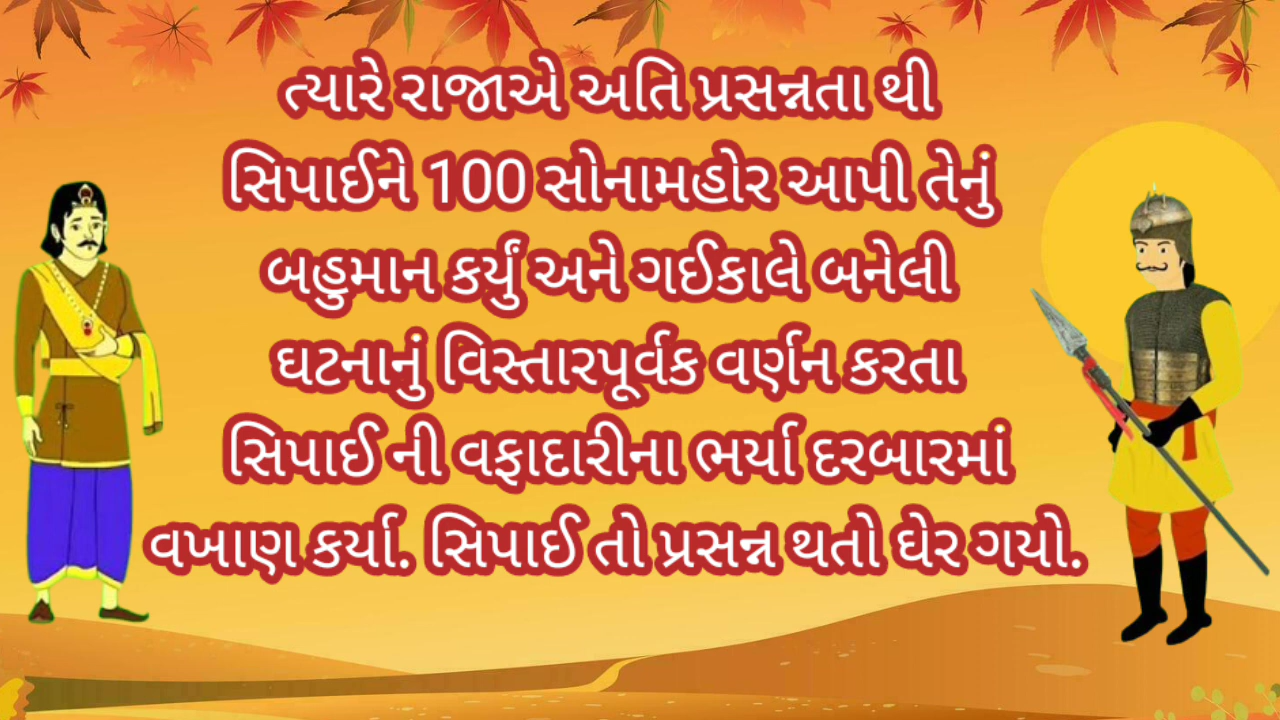 ત્યારે રાજાએ અતિ પ્રસન્નતા થી
સિપાઈને 100 સોનામહોર આપી તેનું
બહુમાન કર્યું અને ગઈકાલે બનેલી
ઘટનાનું વિસ્તારપૂર્વક વર્ણન કરતા
સિપાઈ ની વફાદારીના ભર્યા દરબારમાં
વખાણ કર્યા. સિપાઈ તો પ્રસન્ન થતો ઘેર ગયો.